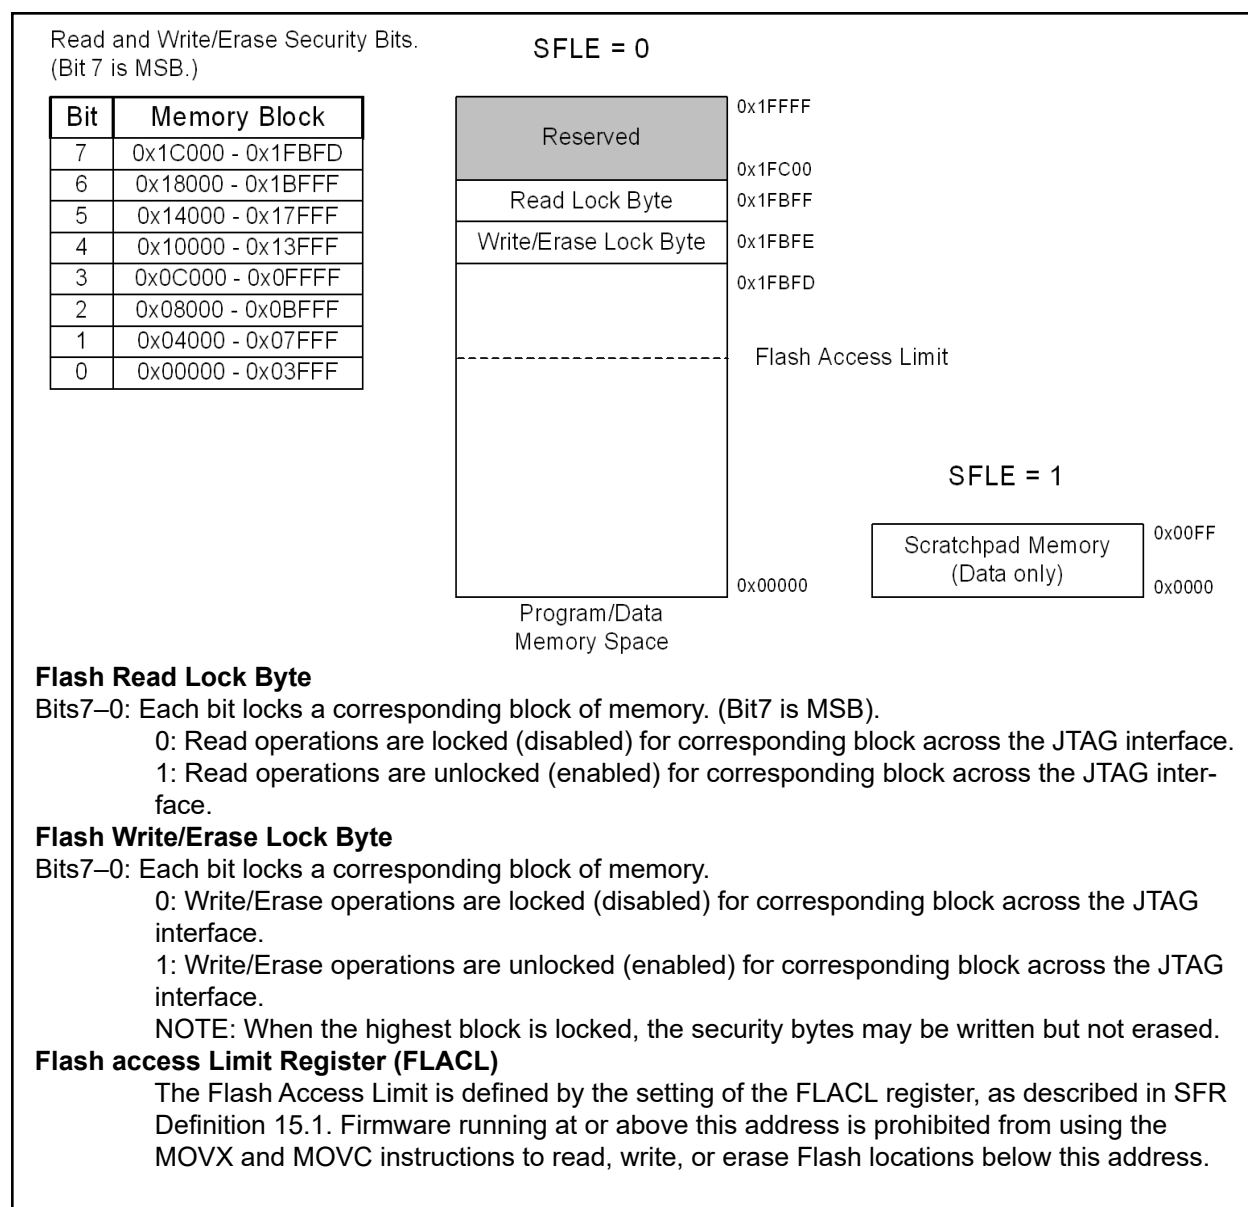 Read and Write/Erase Security Bits.
(Bit 7 is MSB.)
SFLE = 0
Bit Memory Block
7 0x1C000 - 0x1FBFD
6 0x18000 - 0x1BFFF
5 0x14000 - 0x17FFF
4 0x10000 - 0x13FFF
3 0x0C000 - 0x0FFFF
2 0x08000 - 0x0BFFF
1 0x04000 - 0x07FFF
0 0x00000 - 0x03FFF
0x1FFFF
Reserved
0x1FC00
Read Lock Byte 0x1FBFF
Write/Erase Lock Byte 0x1FBFE
0x1FBFD
Flash Access Limit
0x00000
Program/Data
Memory Space
SFLE = 1
Scratchpad Memory
(Data only)
0x00FF
0x0000
Flash Read Lock Byte
Bits7–0: Each bit locks a corresponding block of memory. (Bit7 is MSB).
0: Read operations are locked (disabled) for corresponding block across the JTAG interface.
1: Read operations are unlocked (enabled) for corresponding block across the JTAG inter-
face.
Flash Write/Erase Lock Byte
Bits7–0: Each bit locks a corresponding block of memory.
0: Write/Erase operations are locked (disabled) for corresponding block across the JTAG
interface.
1: Write/Erase operations are unlocked (enabled) for corresponding block across the JTAG
interface.
NOTE: When the highest block is locked, the security bytes may be written but not erased.
Flash access Limit Register (FLACL)
The Flash Access Limit is defined by the setting of the FLACL register, as described in SFR
Definition 15.1. Firmware running at or above this address is prohibited from using the
MOVX and MOVC instructions to read, write, or erase Flash locations below this address.